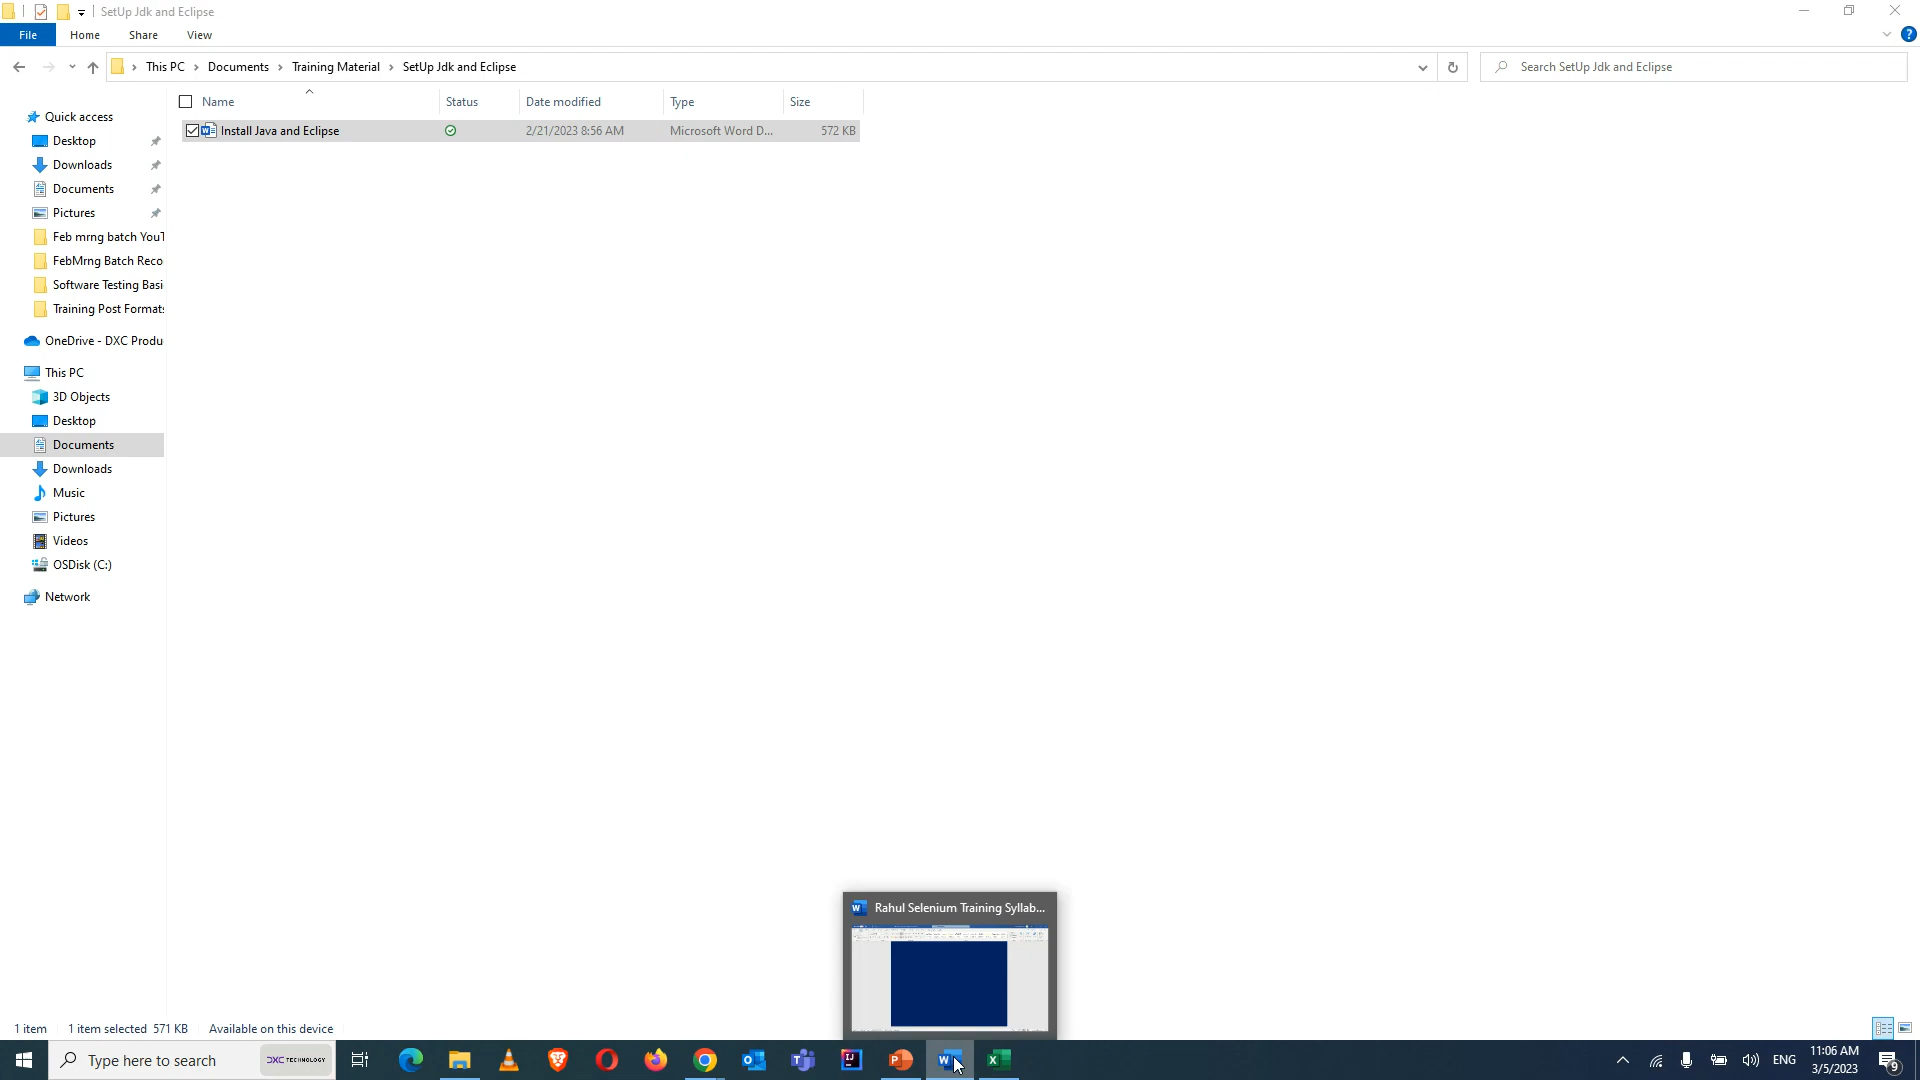 SetUp Jdk and Eclipse
File
Home
Share
View
This PC
Documents
Training Material
SetUp Jdk and Eclipse
Search SetUp Jdk and Eclipse
Name
Status
Date modified
Type
Size
Install Java and Eclipse
2/21/2023 8:56 AM
Microsoft Word D...
572 KB
Quick access
Desktop
Downloads
Documents
Pictures
Feb mrng batch YouT
FebMrng Batch Reco
Software Testing Basi
Training Post Formats
OneDrive - DXC Produ
This PC
3D Objects
Desktop
Documents
Downloads
Music
Pictures
Videos
OSDisk (C:)
Network
Rahul Selenium Training Syllab...
1 item
1 item selected 571 KB
Available on this device
Type here to search
DXC TECHNOLOGY
ENG
11:06 AM
3/5/2023
9